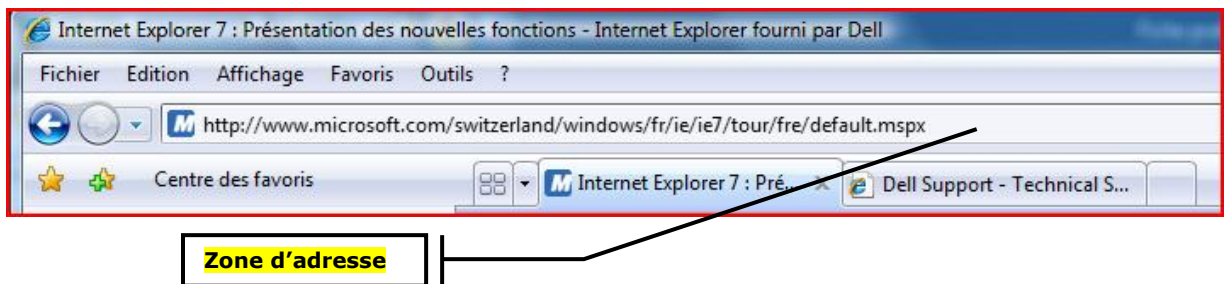 Internet Explorer 7 : Présentation des nouvelles fonctions - Internet Explorer fourni par Dell
Fichier Edition Affichage Favoris Outils ?
http://www.microsoft.com/switzerland/windows/fr/ie/ie7/tour/fre/default.mspx
Centre des favoris Internet Explorer 7 : Pré... Dell Support - Technical S...
Zone d'adresse